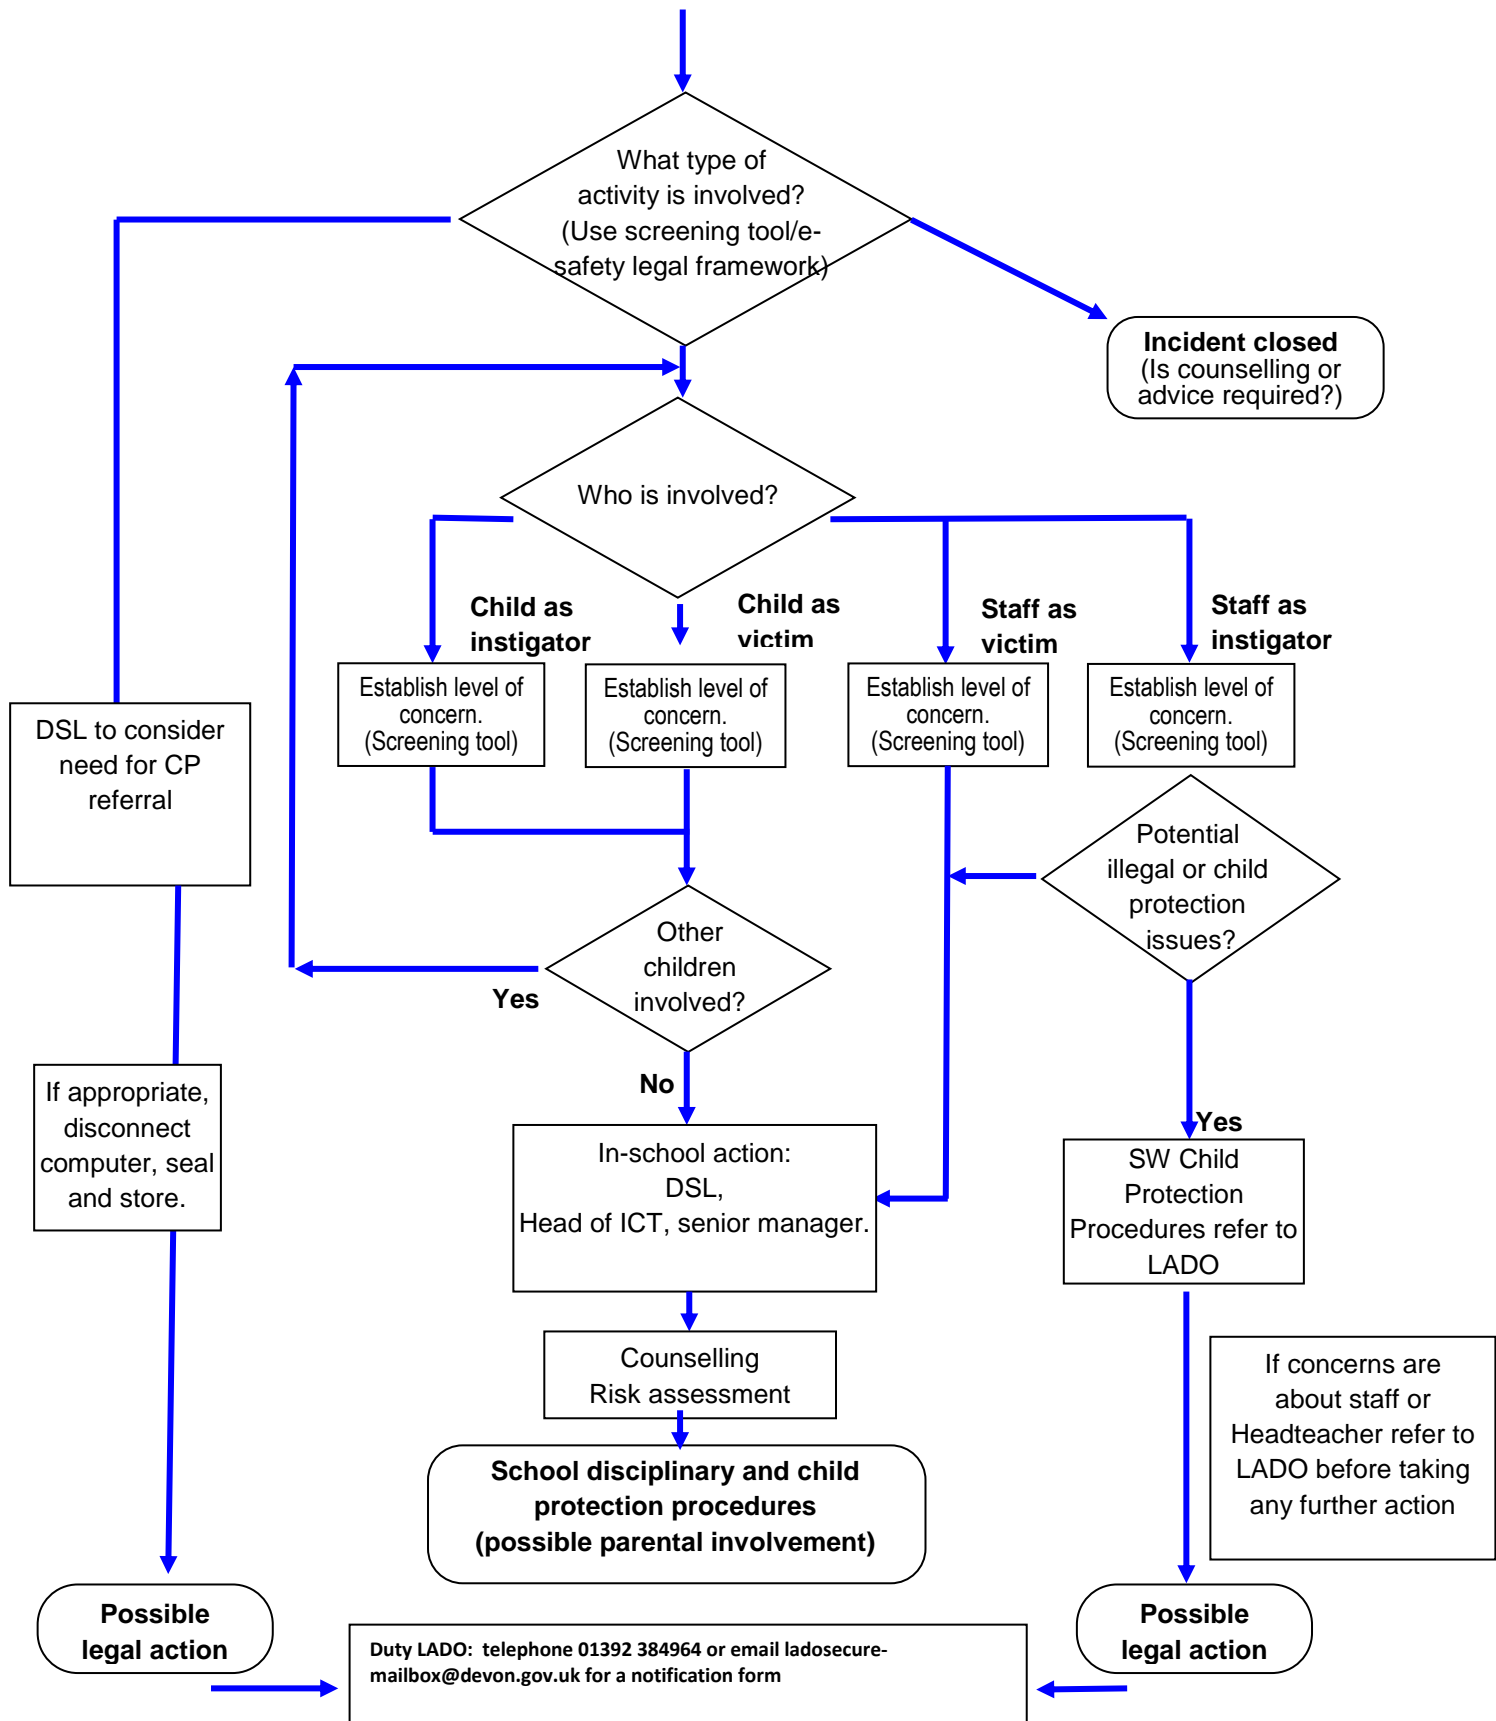 What type of
activity is involved?
(Use screening tool/e-
safety legal framework)
Incident closed
(Is counselling or
advice required?)
Who is involved?
Child as
instigator
Child as
victim
Staff as
victim
Staff as
instigator
Establish level of
concern.
(Screening tool)
Establish level of
concern.
(Screening tool)
Establish level of
concern.
(Screening tool)
Establish level of
concern.
(Screening tool)
DSL to consider
need for CP
referral
Potential
illegal or child
protection
issues?
Other
children
involved?
Yes
No
If appropriate,
disconnect
computer, seal
and store.
In-school action:
DSL,
Head of ICT, senior manager.
Yes
SW Child
Protection
Procedures refer to
LADO
Counselling
Risk assessment
If concerns are
about staff or
Headteacher refer to
LADO before taking
any further action
School disciplinary and child
protection procedures
(possible parental involvement)
Possible
legal action
Possible
legal action
Duty LADO:  telephone 01392 384964 or email ladosecure-
mailbox@devon.gov.uk for a notification form